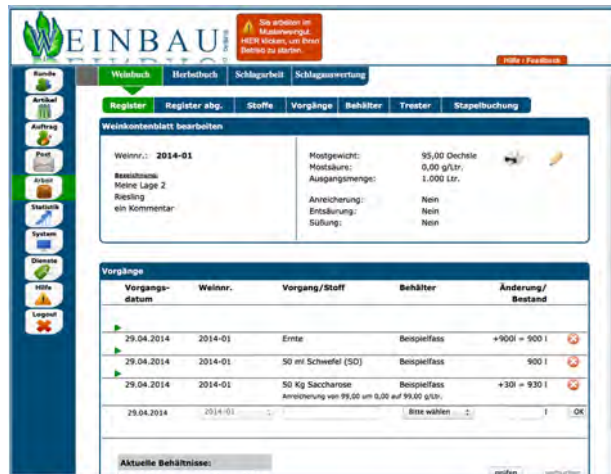 WEINBAU
Sie arbeiten im
Musterweingut.
HIER klicken, um Ihren
Betrieb zu starten.
Hilfe / Feedback
Kunde
Artikel
Auftrag
Post
Arbeit
Statistik
System
Dienste
Hilfe
Logout
Weinbuch Herbstbuch Schlagarbeit Schlagauswertung
Register Register abg. Stoffe Vorgänge Behälter Trester Stapelbuchung
Weinkontenblatt bearbeiten
Weinnr.: 2014-01
Bezeichnung:
Meine Lage 2
Riesling
ein Kommentar
Mostgewicht: 95,00 Oechsle
Mostsäure: 0,00 g/Ltr.
Ausgangsmenge: 1.000 Ltr.
Anreicherung: Nein
Entsäurung: Nein
Süßung: Nein
Vorgänge
Vorgangs-datum Weinnr. Vorgang/Stoff Behälter Änderung/
Bestand
29.04.2014 2014-01 Ernte Beispielfass +900l = 900 l
29.04.2014 2014-01 50 ml Schwefel (SO) Beispielfass 900 l
29.04.2014 2014-01 50 Kg Saccharose Beispielfass +30l = 930 l
Anreicherung von 99,00 um 0,00 auf 99,00 g/Ltr.
29.04.2014 2014-01 Bitte wählen l OK
Aktuelle Behältnisse:
prüfen